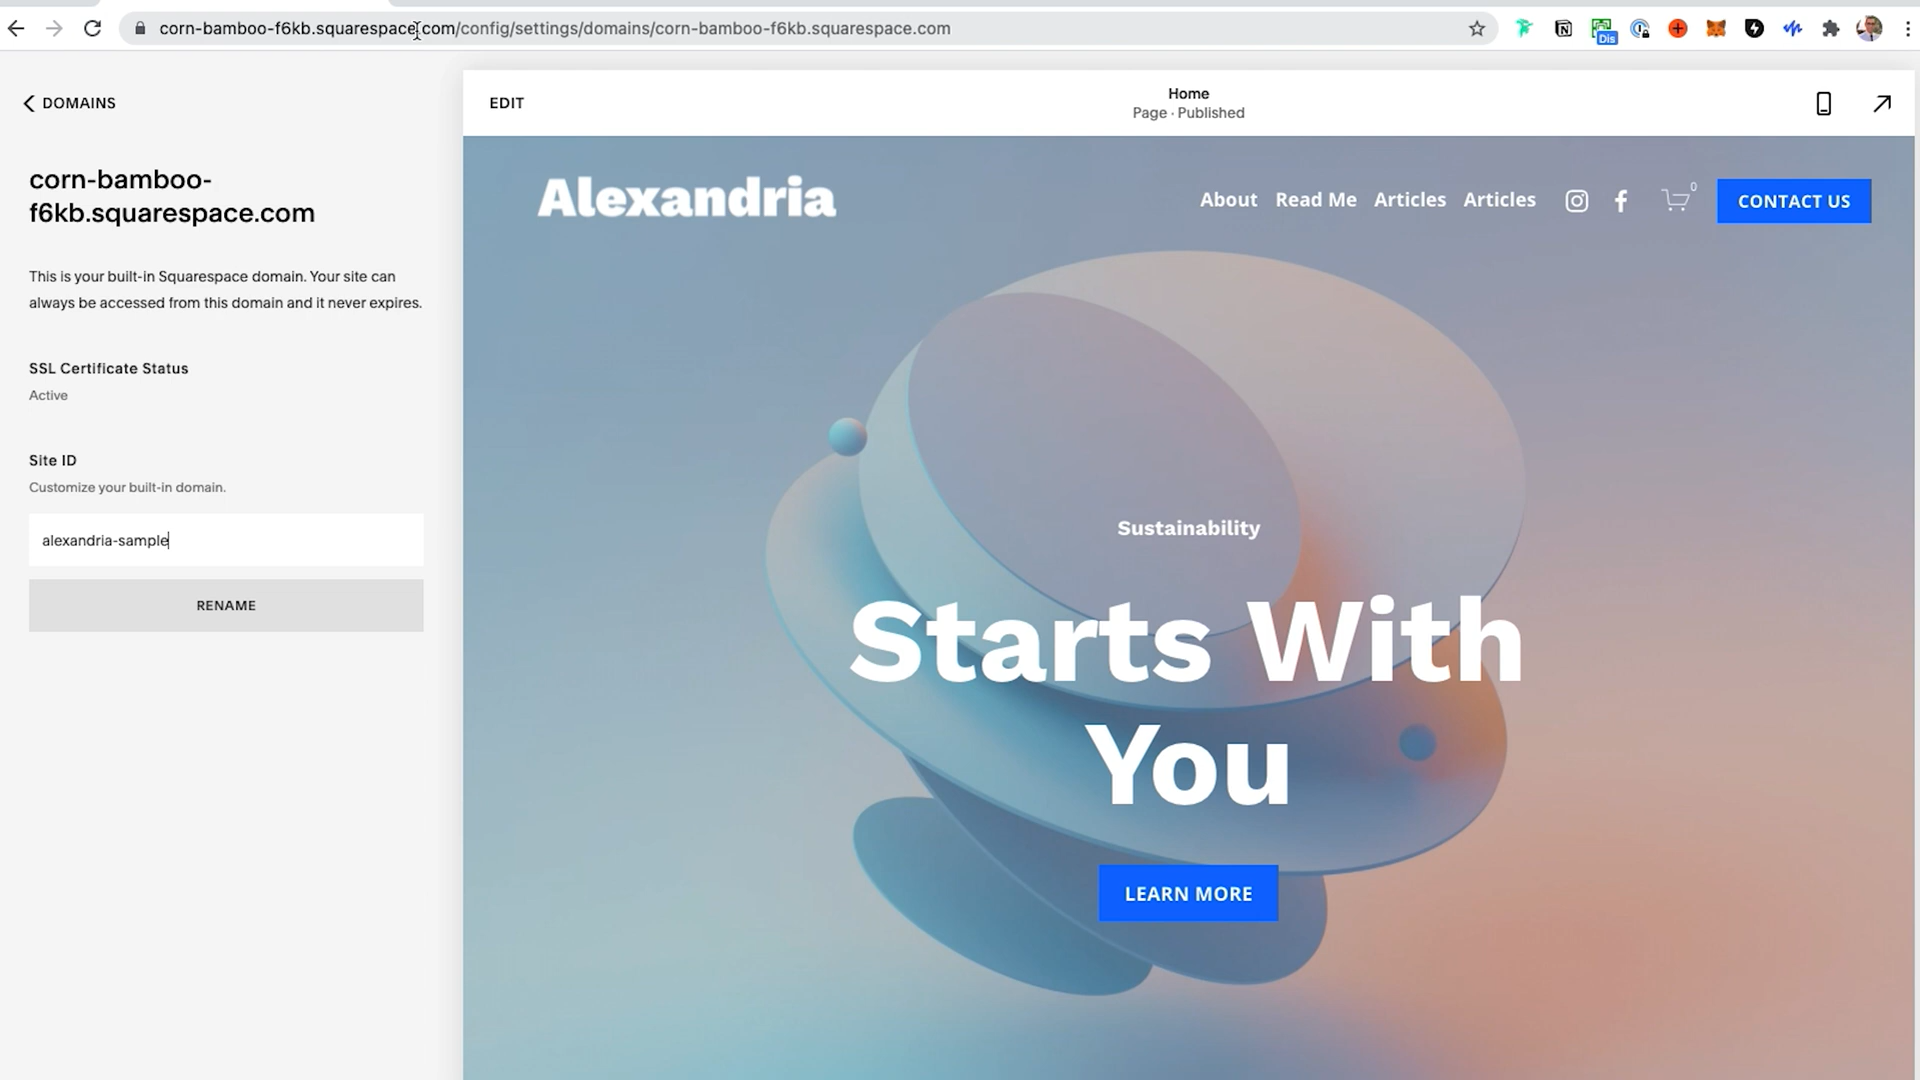 corn-bamboo-f6kb.squarespace.com/config/settings/domains/corn-bamboo-f6kb.squarespace.com
Dis
DOMAINS
corn-bamboo-
f6kb.squarespace.com
This is your built-in Squarespace domain. Your site can
always be accessed from this domain and it never expires.
SSL Certificate Status
Active
Site ID
Customize your built-in domain.
alexandria-sample
RENAME
EDIT
Home
Page · Published
Alexandria
About Read Me Articles Articles 0 CONTACT US
Sustainability
Starts With
You
LEARN MORE